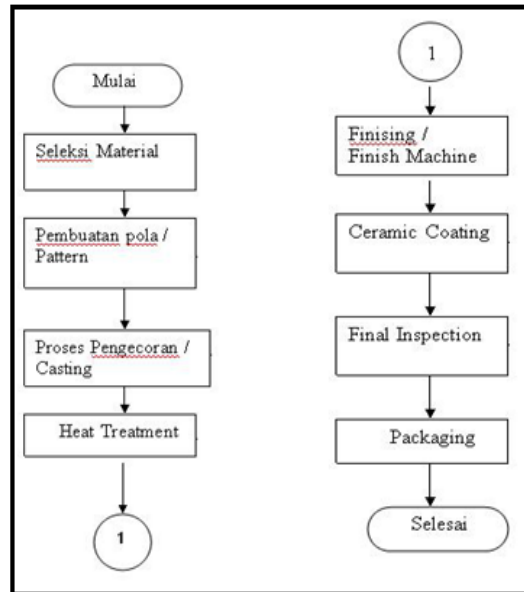 Mulai
Seleksi Material
Pembuatan pola /
Pattern
Proses Pengecoran /
Casting
Heat Treatment
1
1
Finising /
Finish Machine
Ceramic Coating
Final Inspection
Packaging
Selesai